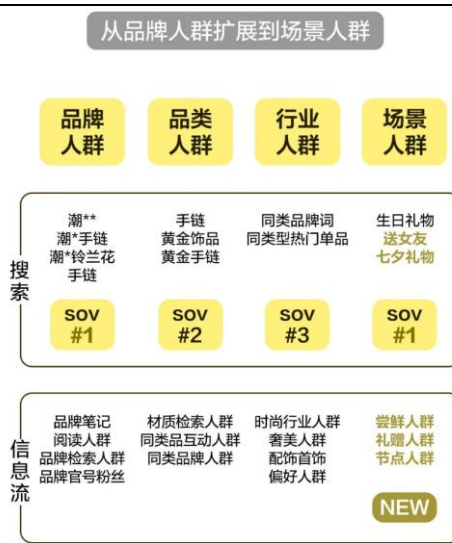 从品牌人群扩展到场景人群
品牌
人群
品类
人群
行业
人群
场景
人群
搜索
潮**
潮*手链
潮*铃兰花
手链
手链
黄金饰品
黄金手链
同类品牌词
同类型热门单品
生日礼物
送女友
七夕礼物
SOV
#1
SOV
#2
SOV
#3
SOV
#1
信息流
品牌笔记
阅读人群
品牌检索人群
品牌官号粉丝
材质检索人群
同类品互动人群
同类品牌人群
时尚行业人群
奢美人群
配饰首饰
偏好人群
尝鲜人群
礼赠人群
节点人群
NEW